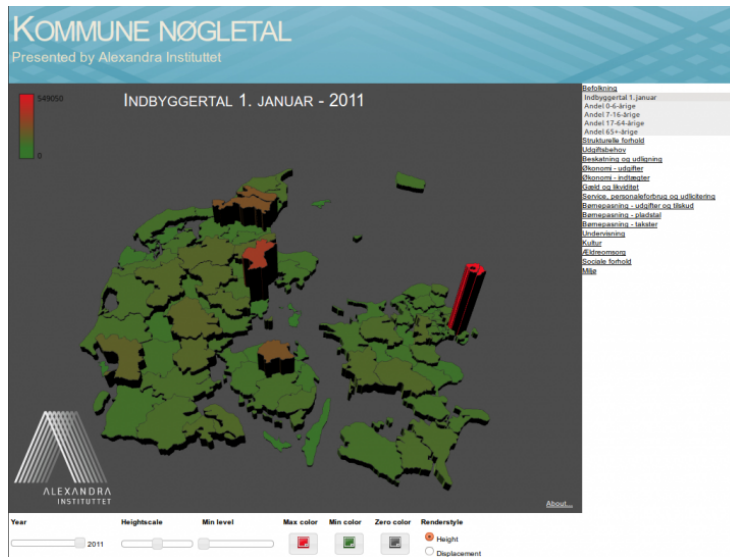 KOMMUNE NØGLETAL
Presented by Alexandra Instituttet
549050
INDBYGGERTAL 1. JANUAR - 2011
0
Befolkning
Indbyggertal 1. januar
Andel 0-6-årige
Andel 7-16-årige
Andel 17-64-årige
Andel 65+-årige
Strukturelle forhold
Udgiftsbehov
Beskatning og udligning
Økonomi - udgifter
Økonomi - indtægter
Gæld og likviditet
Service, personaleforbrug og udlicitering
Børnepasning - udgifter og tilskud
Børnepasning - pladstal
Børnepasning - takster
Undervisning
Kultur
Ældreomsorg
Sociale forhold
Miljø
ALEXANDRA
INSTITUTTET
About...
Year Heightscale Min level Max color Min color Zero color Renderstyle
2011
Height
Displacement